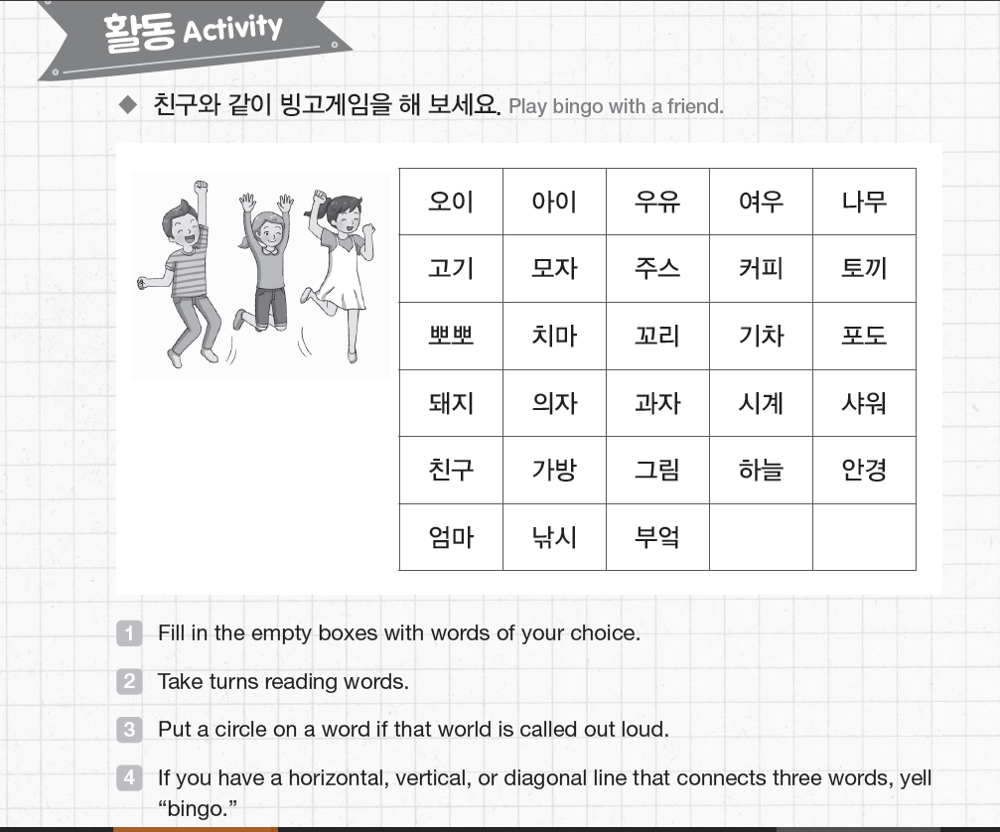 활동 Activity
◆ 친구와 같이 빙고게임을 해 보세요. Play bingo with a friend.
오이 아이 우유 여우 나무
고기 모자 주스 커피 토끼
뽀뽀 치마 꼬리 기차 포도
돼지 의자 과자 시계 샤워
친구 가방 그림 하늘 안경
엄마 낚시 부엌
1 Fill in the empty boxes with words of your choice.
2 Take turns reading words.
3 Put a circle on a word if that world is called out loud.
4 If you have a horizontal, vertical, or diagonal line that connects three words, yell
“bingo.”